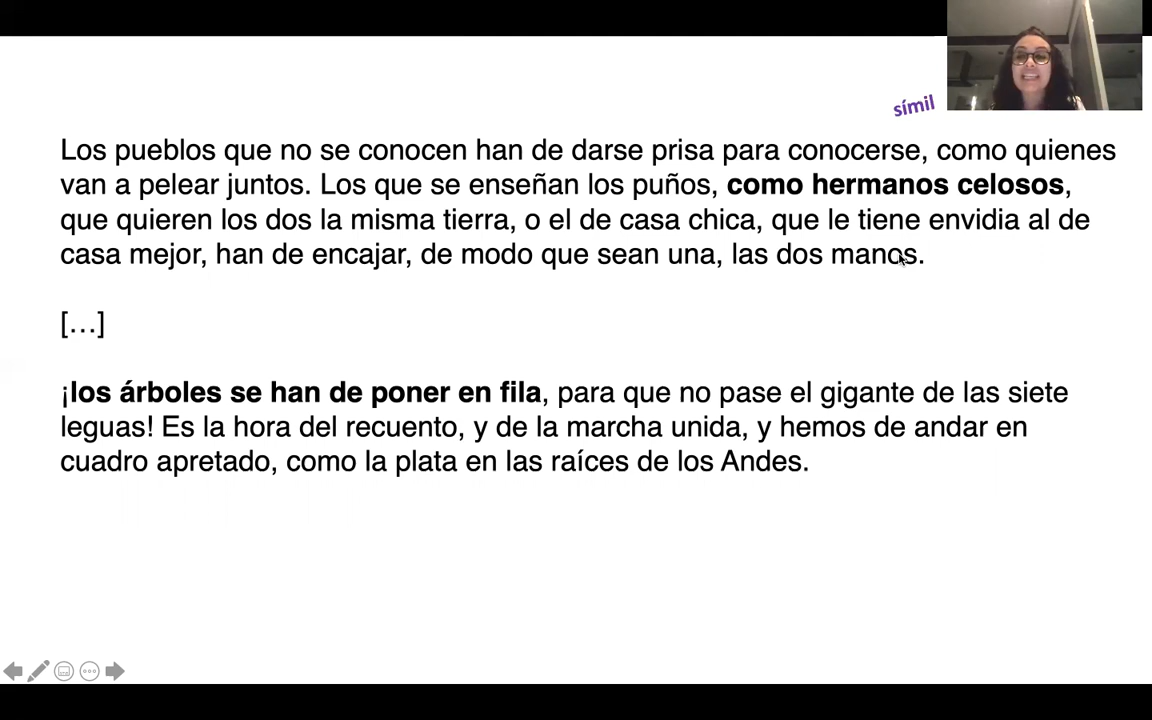 símil
Los pueblos que no se conocen han de darse prisa para conocerse, como quienes
van a pelear juntos. Los que se enseñan los puños, como hermanos celosos,
que quieren los dos la misma tierra, o el de casa chica, que le tiene envidia al de
casa mejor, han de encajar, de modo que sean una, las dos manos.
[…]
¡los árboles se han de poner en fila, para que no pase el gigante de las siete
leguas! Es la hora del recuento, y de la marcha unida, y hemos de andar en
cuadro apretado, como la plata en las raíces de los Andes.